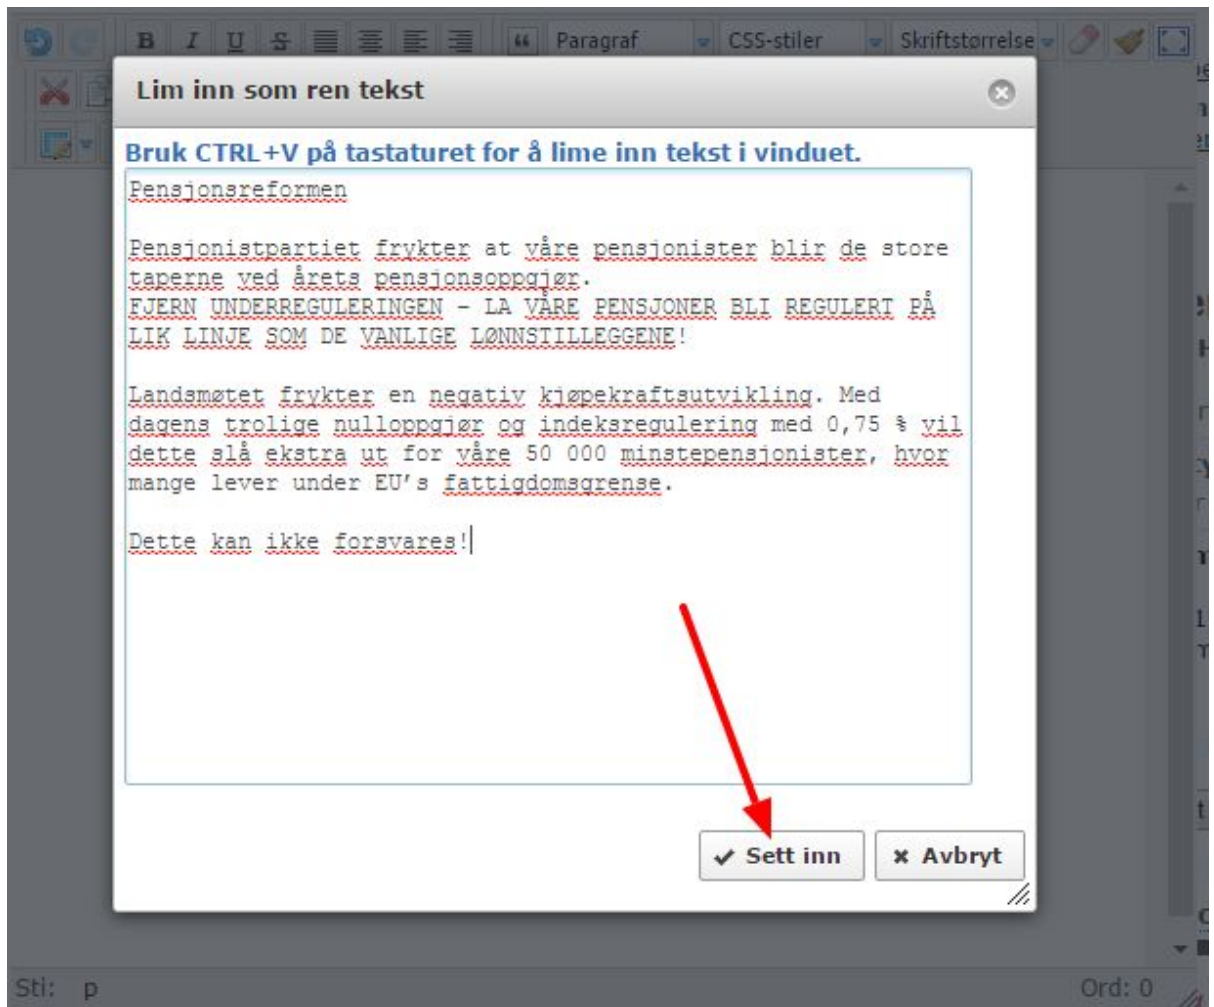 B I U S “ Paragraf CSS-stiler Skriftstørrelse
Lim inn som ren tekst
Bruk CTRL+V på tastaturet for å lime inn tekst i vinduet.
Pensjonsreformen
Pensjonistpartiet frykter at våre pensjonister blir de store
taperne ved årets pensjonsoppgjør.
FJERN UNDERREGULERINGEN – LA VÅRE PENSJONER BLI REGULERT PÅ
LIK LINJE SOM DE VANLIGE LØNNSTILLEGGENE!
Landsmøtet frykter en negativ kjøpekraftsutvikling. Med
dagens trolige nulloppgjør og indeksregulering med 0,75 % vil
dette slå ekstra ut for våre 50 000 minstepensjonister, hvor
mange lever under EU’s fattigdomsgrense.
Dette kan ikke forsvares!
Sett inn Avbryt
Sti: p Ord: 0